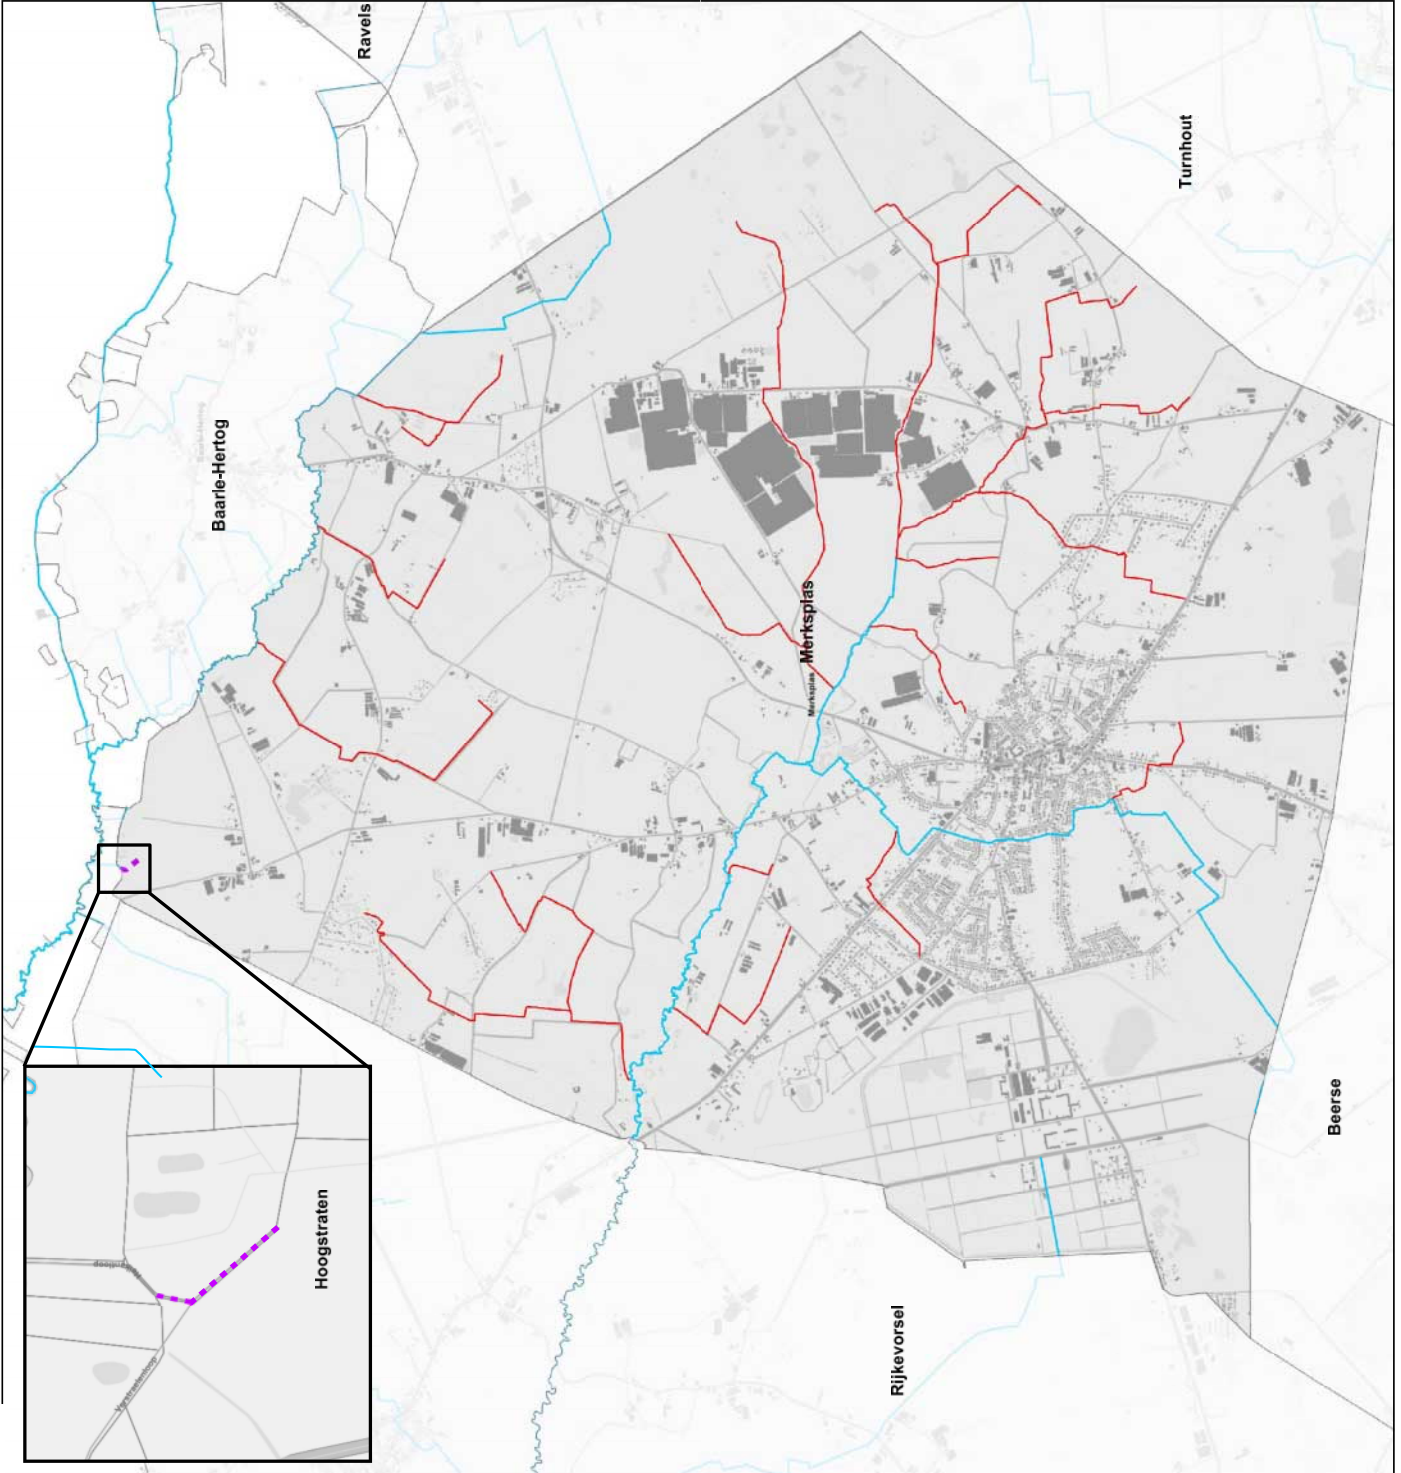 Ravels
Turnhout
Baarle-Hertog
Merksplas
Merksplas
Hoogstraten
Beerse
Rijkevorsel